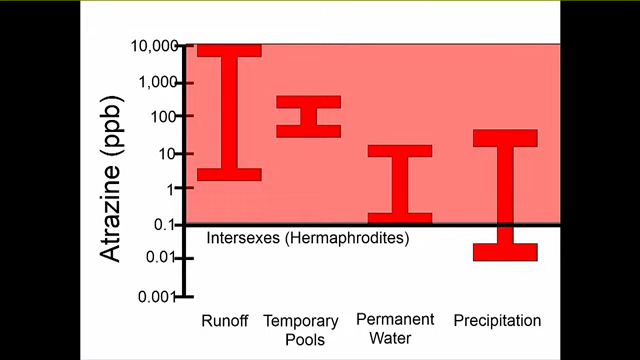 Atrazine (ppb)
10,000
1,000
100
10
1
0.1
0.01
0.001
Intersexes (Hermaphrodites)
Runoff
Temporary
Pools
Permanent
Water
Precipitation